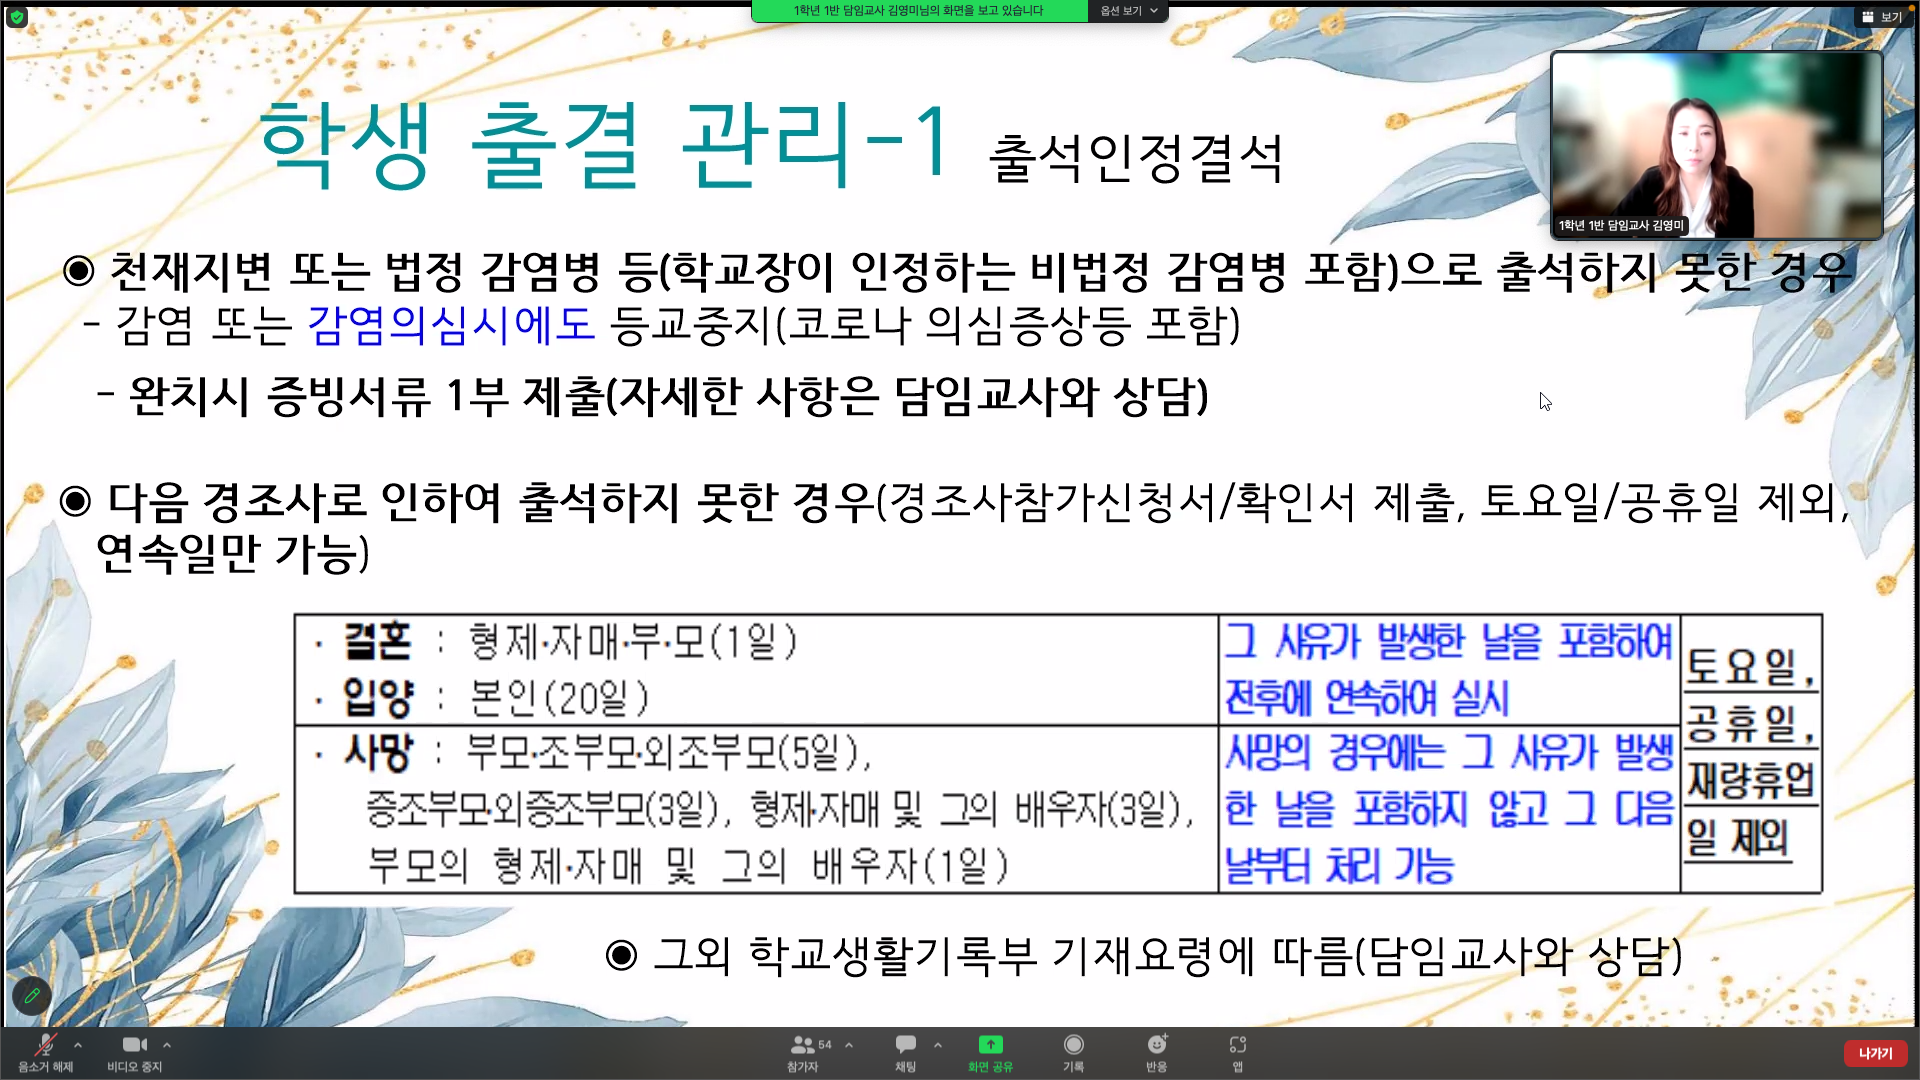 1학년 1반 담임교사 김영미님의 화면을 보고 있습니다
옵션 보기
보기
학생 출결 관리-1 출석인정결석
1학년 1반 담임교사 김영미
◉ 천재지변 또는 법정 감염병 등(학교장이 인정하는 비법정 감염병 포함)으로 출석하지 못한 경우
- 감염 또는 감염의심시에도 등교중지(코로나 의심증상등 포함)
- 완치시 증빙서류 1부 제출(자세한 사항은 담임교사와 상담)
◉ 다음 경조사로 인하여 출석하지 못한 경우(경조사참가신청서/확인서 제출, 토요일/공휴일 제외,
연속일만 가능)
· 결혼 : 형제·자매·부·모(1일)
· 입양 : 본인(20일)
그 사유가 발생한 날을 포함하여
전후에 연속하여 실시
· 사망 : 부모·조부모·외조부모(5일),
증조부모·외증조부모(3일), 형제·자매 및 그의 배우자(3일),
부모의 형제·자매 및 그의 배우자(1일)
사망의 경우에는 그 사유가 발생
한 날을 포함하지 않고 그 다음
날부터 처리 가능
토요일,
공휴일,
재량휴업
일 제외
◉ 그외 학교생활기록부 기재요령에 따름(담임교사와 상담)
음소거 해제
비디오 중지
54
참가자
채팅
화면 공유
기록
반응
앱
나가기